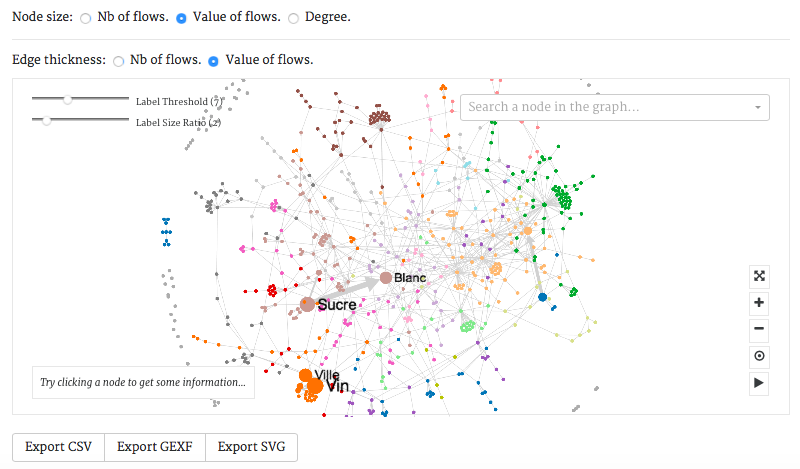 Node size: Nb of flows. Value of flows. Degree.
Edge thickness: Nb of flows. Value of flows.
Label Threshold (7)
Search a node in the graph...
Label Size Ratio (2)
Blanc
Sucre
Ville
Vin
Try clicking a node to get some information...
Export CSV Export GEXF Export SVG